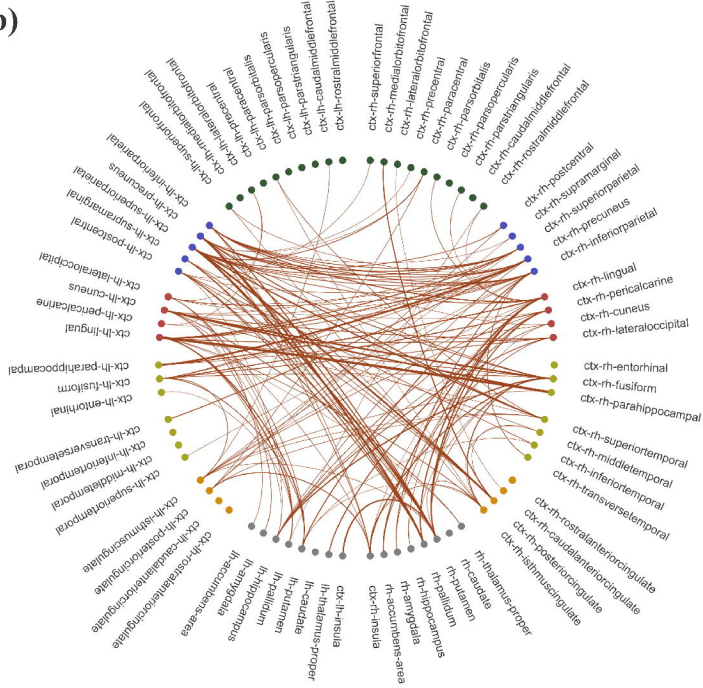 b)
ctx-lh-rostralmiddlefrontal
ctx-lh-caudalmiddlefrontal
ctx-lh-parstriangularis
ctx-lh-parsopercularis
ctx-lh-parsorbitalis
ctx-lh-paracentral
ctx-lh-precentral
ctx-lh-lateralorbitofrontal
ctx-lh-medialorbitofrontal
ctx-lh-superiorfrontal
ctx-lh-inferiorparietal
ctx-lh-precuneus
ctx-lh-superiorparietal
ctx-lh-supramarginal
ctx-lh-postcentral
ctx-lh-lateraloccipital
ctx-lh-cuneus
ctx-lh-pericalcarine
ctx-lh-lingual
ctx-lh-parahippocampal
ctx-lh-fusiform
ctx-lh-entorhinal
ctx-lh-transversetemporal
ctx-lh-inferiortemporal
ctx-lh-middletemporal
ctx-lh-superiortemporal
ctx-lh-isthmuscingulate
ctx-lh-posteriorcingulate
ctx-lh-caudalanteriorcingulate
ctx-lh-rostralanteriorcingulate
lh-accumbens-area
lh-amygdala
lh-hippocampus
lh-pallidum
lh-putamen
lh-caudate
lh-thalamus-proper
ctx-lh-insula
ctx-rh-superiorfrontal
ctx-rh-medialorbitofrontal
ctx-rh-lateralorbitofrontal
ctx-rh-precentral
ctx-rh-paracentral
ctx-rh-parsorbitalis
ctx-rh-parsopercularis
ctx-rh-parstriangularis
ctx-rh-caudalmiddlefrontal
ctx-rh-rostralmiddlefrontal
ctx-rh-postcentral
ctx-rh-supramarginal
ctx-rh-superiorparietal
ctx-rh-precuneus
ctx-rh-inferiorparietal
ctx-rh-lingual
ctx-rh-pericalcarine
ctx-rh-cuneus
ctx-rh-lateraloccipital
ctx-rh-entorhinal
ctx-rh-fusiform
ctx-rh-parahippocampal
ctx-rh-superiortemporal
ctx-rh-middletemporal
ctx-rh-inferiortemporal
ctx-rh-transversetemporal
ctx-rh-rostralanteriorcingulate
ctx-rh-caudalanteriorcingulate
ctx-rh-posteriorcingulate
ctx-rh-isthmuscingulate
rh-thalamus-proper
rh-caudate
rh-putamen
rh-pallidum
rh-hippocampus
rh-amygdala
rh-accumbens-area
ctx-rh-insula